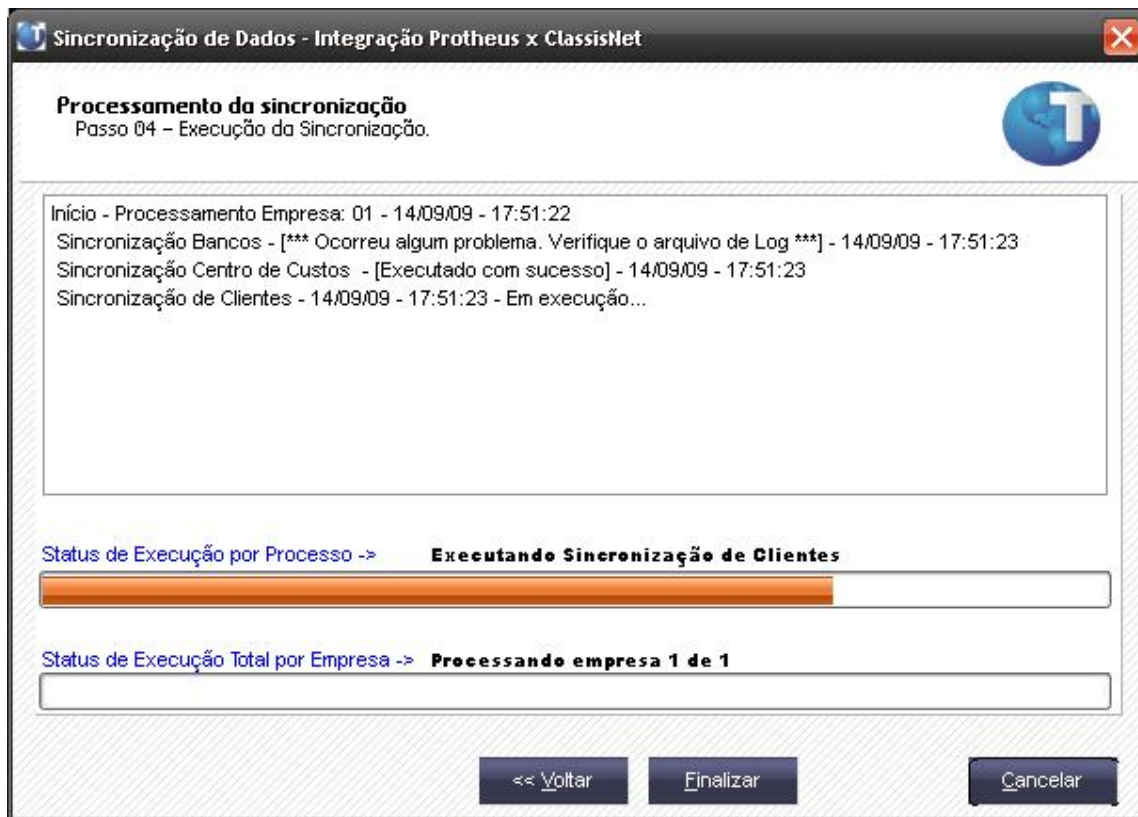 Sincronização de Dados - Integração Protheus x ClassisNet
Processamento da sincronização
Passo 04 – Execução da Sincronização.
T
Início - Processamento Empresa: 01 - 14/09/09 - 17:51:22
Sincronização Bancos - [*** Ocorreu algum problema. Verifique o arquivo de Log ***] - 14/09/09 - 17:51:23
Sincronização Centro de Custos - [Executado com sucesso] - 14/09/09 - 17:51:23
Sincronização de Clientes - 14/09/09 - 17:51:23 - Em execução...
Status de Execução por Processo -> Executando Sincronização de Clientes
Status de Execução Total por Empresa -> Processando empresa 1 de 1
<< Voltar
Finalizar
Cancelar